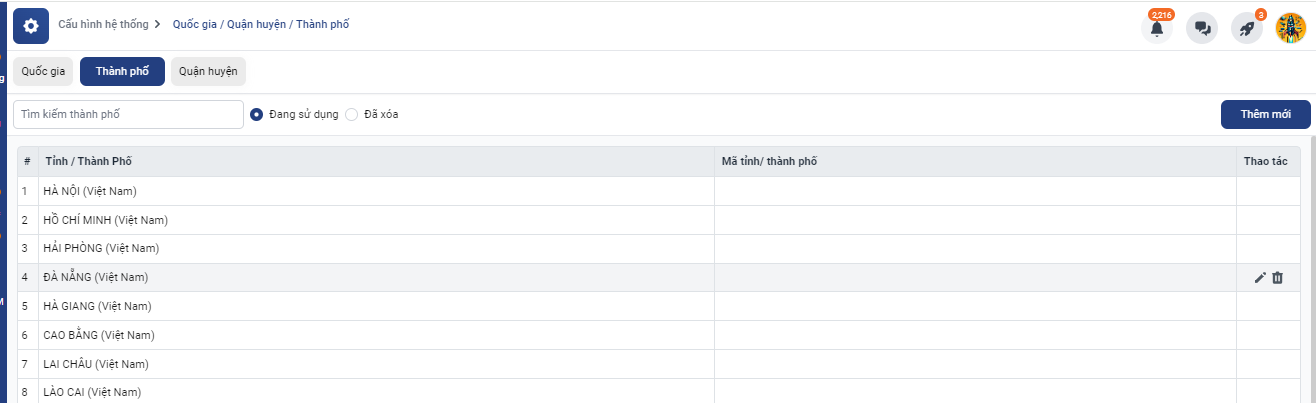 Cấu hình hệ thống Quốc gia / Quận huyện / Thành phố
2,216
3
Quốc gia Thành phố Quận huyện
Tìm kiếm thành phố Đang sử dụng Đã xóa Thêm mới
# Tỉnh / Thành Phố Mã tỉnh/ thành phố Thao tác
1 HÀ NỘI (Việt Nam)
2 HỒ CHÍ MINH (Việt Nam)
3 HẢI PHÒNG (Việt Nam)
4 ĐÀ NẴNG (Việt Nam)
5 HÀ GIANG (Việt Nam)
6 CAO BẰNG (Việt Nam)
7 LAI CHÂU (Việt Nam)
8 LÀO CAI (Việt Nam)